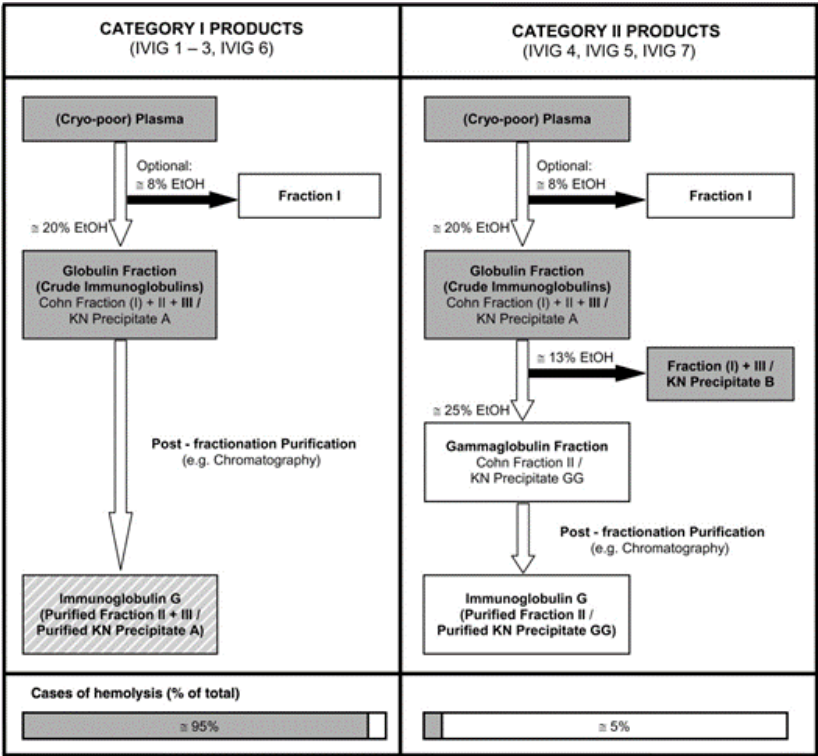 CATEGORY I PRODUCTS
(IVIG 1 – 3, IVIG 6)
(Cryo-poor) Plasma
Optional:
≅ 8% EtOH
Fraction I
≅ 20% EtOH
Globulin Fraction
(Crude Immunoglobulins)
Cohn Fraction (I) + II + III /
KN Precipitate A
Post - fractionation Purification
(e.g. Chromatography)
Immunoglobulin G
(Purified Fraction II + III /
Purified KN Precipitate A)
Cases of hemolysis (% of total)
≅ 95%
CATEGORY II PRODUCTS
(IVIG 4, IVIG 5, IVIG 7)
(Cryo-poor) Plasma
Optional:
≅ 8% EtOH
Fraction I
≅ 20% EtOH
Globulin Fraction
(Crude Immunoglobulins)
Cohn Fraction (I) + II + III /
KN Precipitate A
≅ 13% EtOH
Fraction (I) + III /
KN Precipitate B
≅ 25% EtOH
Gammaglobulin Fraction
Cohn Fraction II /
KN Precipitate GG
Post - fractionation Purification
(e.g. Chromatography)
Immunoglobulin G
(Purified Fraction II /
Purified KN Precipitate GG)
≅ 5%